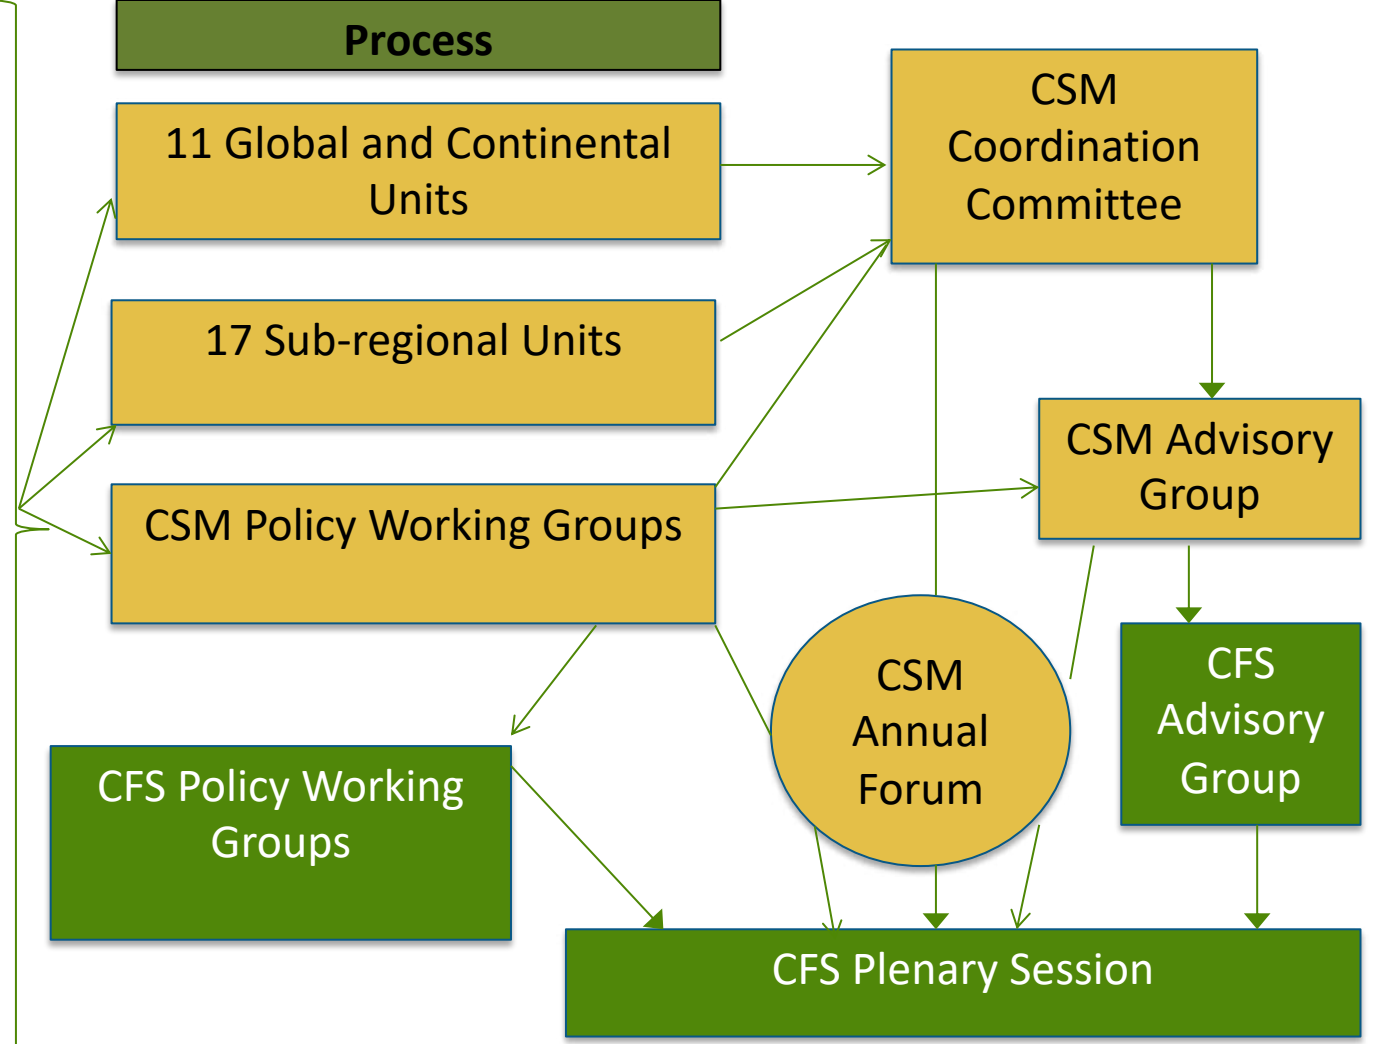 Process
11 Global and Continental
Units
17 Sub-regional Units
CSM Policy Working Groups
CFS Policy Working
Groups
CSM
Coordination
Committee
CSM Advisory
Group
CSM
Annual
Forum
CFS
Advisory
Group
CFS Plenary Session